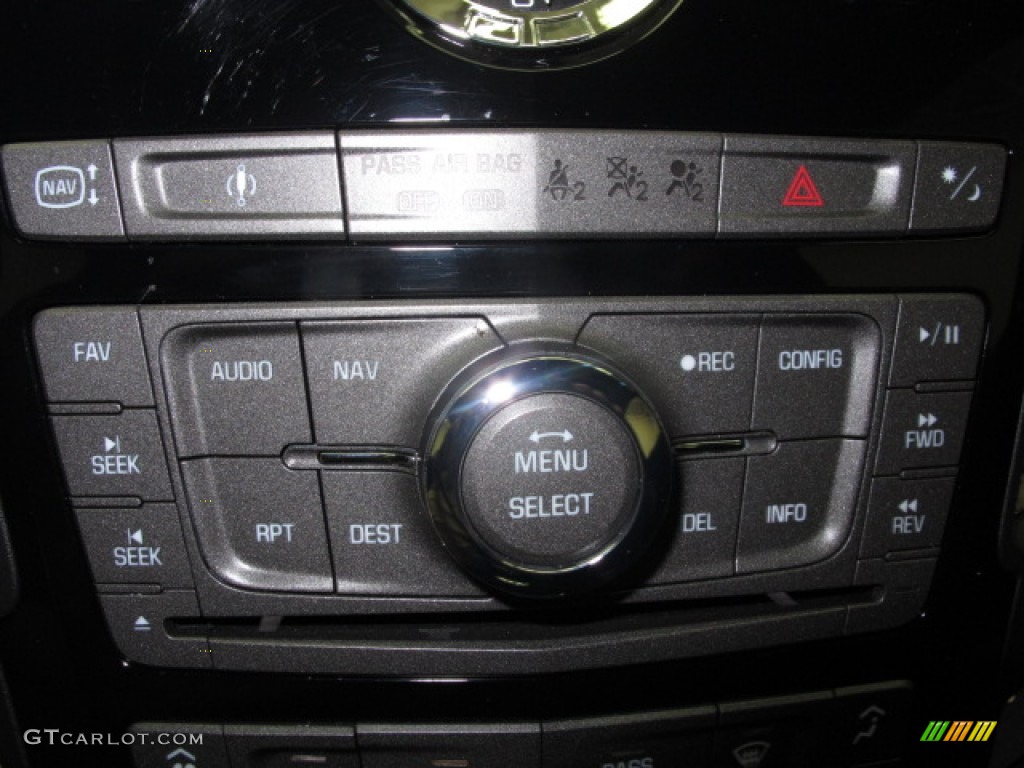 NAV
PASS AIR BAG
OFF ON
2 2 2
FAV
AUDIO
NAV
REC
CONFIG
SEEK
FWD
MENU
SELECT
SEEK
RPT
DEST
DEL
INFO
REV
PASS
GTCARLOT.COM